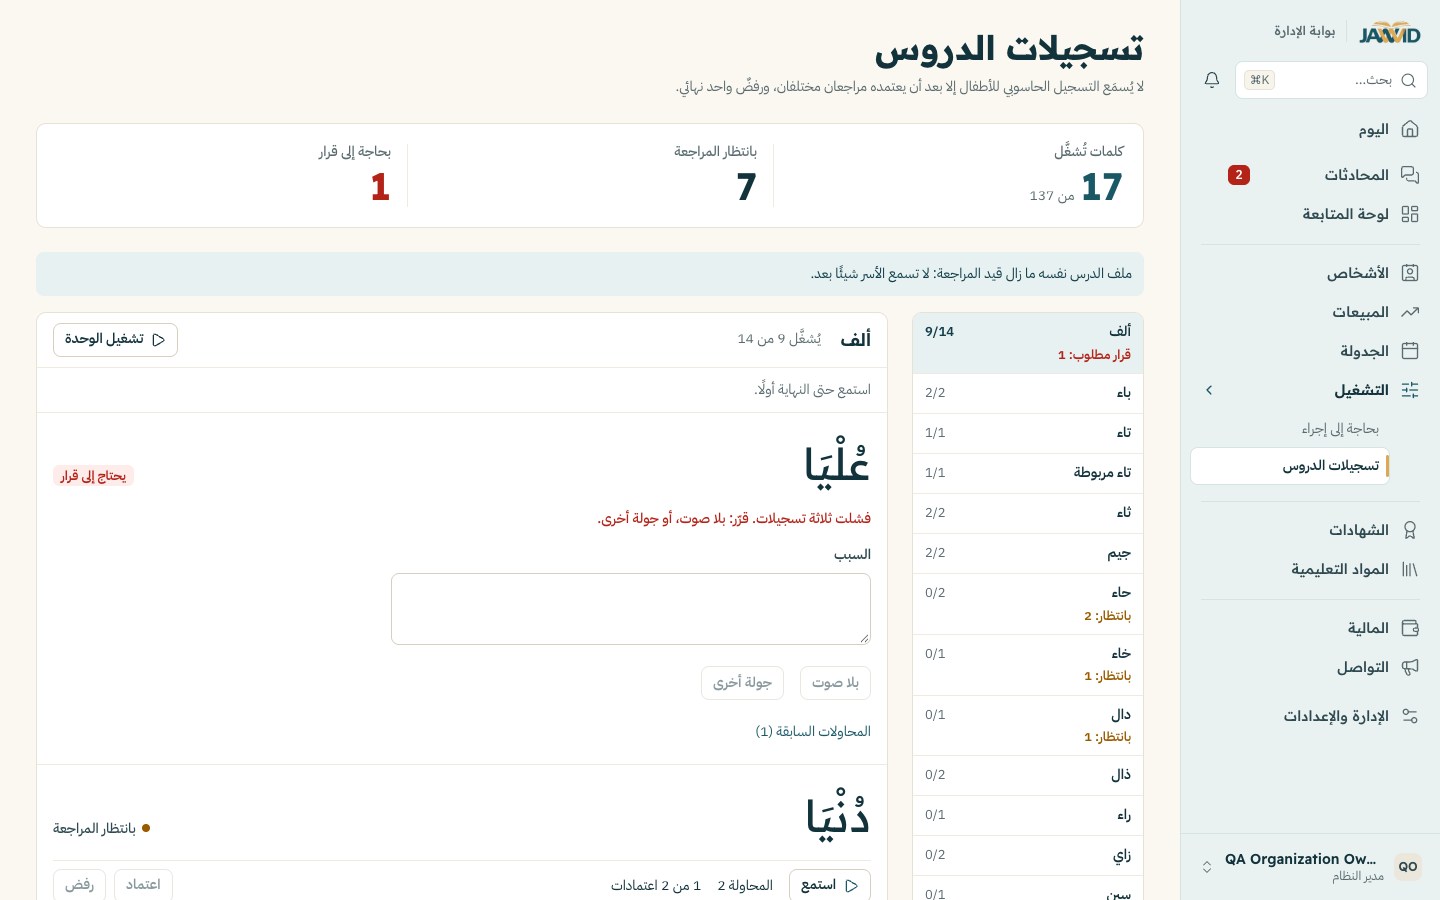 JAWWID
بوابة الإدارة
بحث...
⌘K
اليوم
المحادثات
2
لوحة المتابعة
الأشخاص
المبيعات
الجدولة
التشغيل
بحاجة إلى إجراء
تسجيلات الدروس
الشهادات
المواد التعليمية
المالية
التواصل
الإدارة والإعدادات
QO
QA Organization Ow...
مدير النظام
تسجيلات الدروس
لا يُسمَع التسجيل الحاسوبي للأطفال إلا بعد أن يعتمده مراجعان مختلفان، ورفضٌ واحد نهائي.
كلمات تُشغَّل
17 من 137
بانتظار المراجعة
7
بحاجة إلى قرار
1
ملف الدرس نفسه ما زال قيد المراجعة: لا تسمع الأسر شيئًا بعد.
ألف 9/14
قرار مطلوب: 1
باء 2/2
تاء 1/1
تاء مربوطة 1/1
ثاء 2/2
جيم 2/2
حاء 0/2
بانتظار: 2
خاء 0/1
بانتظار: 1
دال 0/1
بانتظار: 1
ذال 0/2
راء 0/1
زاي 0/2
سين 0/1
ألف يُشغَّل 9 من 14
تشغيل الوحدة
استمع حتى النهاية أولًا.
عُلْيَا
يحتاج إلى قرار
فشلت ثلاثة تسجيلات. قرّر: بلا صوت، أو جولة أخرى.
السبب
بلا صوت
جولة أخرى
المحاولات السابقة (1)
دُنْيَا
بانتظار المراجعة
استمع
المحاولة 2
1 من 2 اعتمادات
اعتماد
رفض